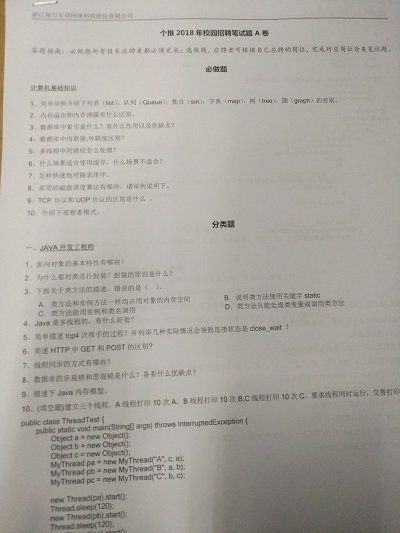 浙江每日互动网络科技股份有限公司
个推 2018 年校园招聘笔试题 A 卷
答题指南：必做题所有技术应聘者都必须完成；选做题，应聘者可根据自己应聘的岗位，完成对应岗位分类笔试题。
必做题
计算机基础知识
1、简单举例介绍下列表（list）、队列（Queue）、集合（set）、字典（map）、树（tree）、图（graph）的差别。
2、内存溢出和内存泄露有什么区别。
3、数据库中索引是什么？有什么作用以及优缺点？
4、数据库中内联接,外联接区别？
5、多线程中死锁应怎么处理？
6、什么场景适合使用缓存，什么场景不适合？
7、怎样快速地对链表排序。
8、常用的磁盘调度算法有哪些，请举例说明下。
9、TCP 协议和 UDP 协议的区别是什么 。
10、介绍下观察者模式。
分类题
一、JAVA 开发工程师
1、面向对象的基本特性有哪些？
2、为什么要对类进行封装？封装的原则是什么？
3、下面关于类方法的描述，错误的是（ ）。
A、类方法和实例方法一样均占用对象的内存空间
B、说明类方法使用关键字 static
C、类方法能用实例和类名调用
D、类方法只能处理类变量或调用类方法
4、Java 是多线程的，有什么好处？
5、简单描述 tcp4 次挥手的过程？并列举几种实际情况会导致连接状态是 close_wait ？
6、简述 HTTP 中 GET 和 POST 的区别?
7、线程同步的方式有哪些？
8、数据库的乐观锁和悲观锁是什么？各有什么优缺点？
9、描述下 Java 内存模型。
10、(填空题)建立三个线程，A 线程打印 10 次 A，B 线程打印 10 次 B,C 线程打印 10 次 C，要求线程同时运行，交替打印
public class ThreadTest {
public static void main(String[] args) throws InterruptedException {
Object a = new Object();
Object b = new Object();
Object c = new Object();
MyThread pa = new MyThread("A", c, a);
MyThread pb = new MyThread("B", a, b);
MyThread pc = new MyThread("C", b, c);
new Thread(pa).start();
Thread.sleep(120);
new Thread(pb).start();
Thread.sleep(120);